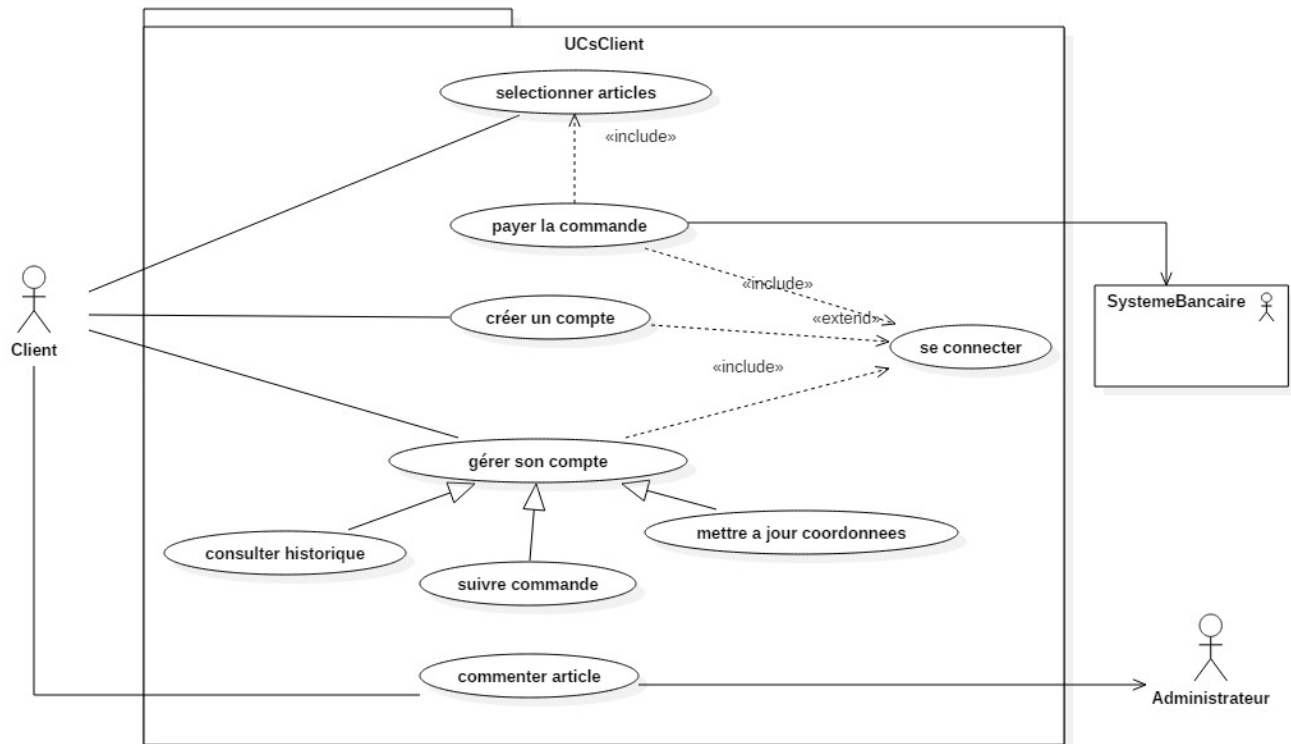 UCsClient
selectionner articles
«include»
payer la commande
«include»
SystemeBancaire
créer un compte
«extend»
se connecter
Client
«include»
gérer son compte
mettre a jour coordonnees
consulter historique
suivre commande
commenter article
Administrateur